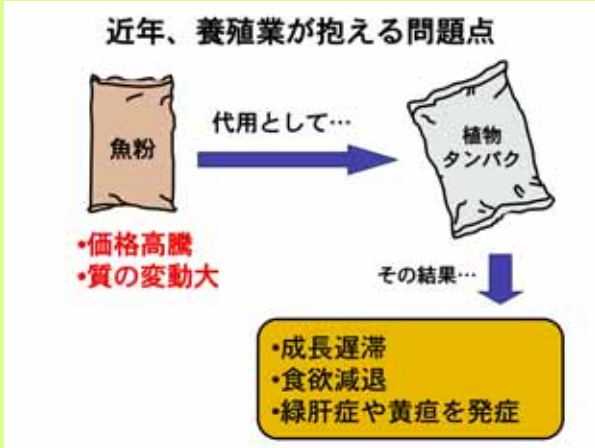 近年、養殖業が抱える問題点
魚粉
代用として…
植物
タンパク
•価格高騰
•質の変動大
その結果…
•成長遅滞
•食欲減退
•緑肝症や黄疸を発症